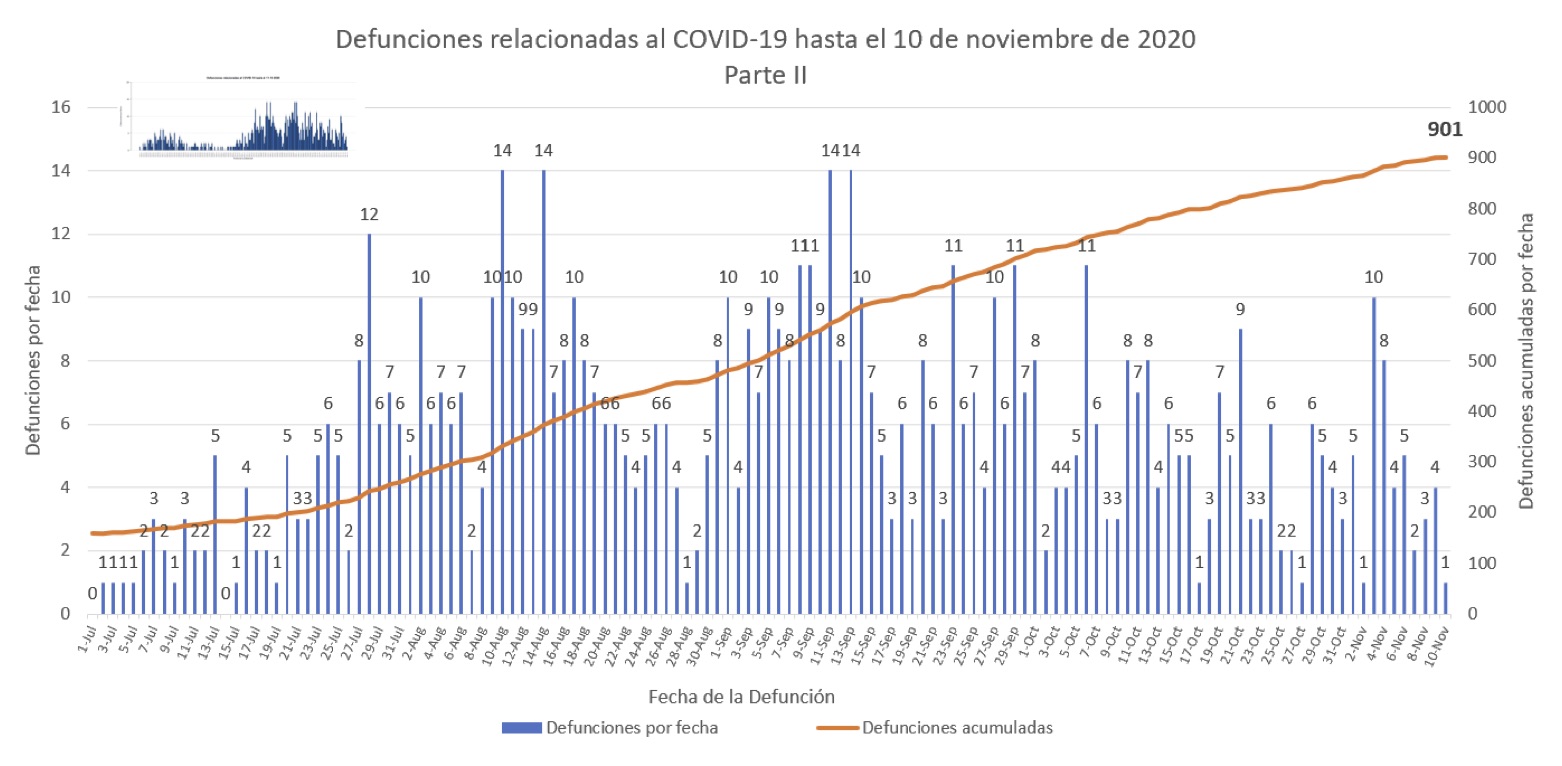 Defunciones relacionadas al COVID-19 hasta el 10 de noviembre de 2020
Parte II
16
14
12
10
8
6
4
2
0
Defunciones por fecha
1000
900
800
700
600
500
400
300
200
100
0
Defunciones acumuladas por fecha
901
0 1 1 1 1 2 3 2 1 3 2 2 5 0 1 4 2 2 1 5 3 3 5 6 5 2 8 12 6 7 6 5 10 6 7 6 7 2 4 10 14 10 9 9 14 7 8 10 8 7 6 6 5 4 5 6 6 4 1 2 5 8 10 4 9 7 10 9 8 11 11 9 14 8 14 10 7 5 3 6 3 8 6 3 11 6 7 4 10 6 11 7 8 2 4 4 5 11 6 3 3 8 7 8 4 6 5 5 1 3 7 5 9 3 3 6 2 2 1 6 5 4 3 5 1 10 8 4 5 2 3 4 1
1-Jul 3-Jul 5-Jul 7-Jul 9-Jul 11-Jul 13-Jul 15-Jul 17-Jul 19-Jul 21-Jul 23-Jul 25-Jul 27-Jul 29-Jul 31-Jul 2-Aug 4-Aug 6-Aug 8-Aug 10-Aug 12-Aug 14-Aug 16-Aug 18-Aug 20-Aug 22-Aug 24-Aug 26-Aug 28-Aug 30-Aug 1-Sep 3-Sep 5-Sep 7-Sep 9-Sep 11-Sep 13-Sep 15-Sep 17-Sep 19-Sep 21-Sep 23-Sep 25-Sep 27-Sep 29-Sep 1-Oct 3-Oct 5-Oct 7-Oct 9-Oct 11-Oct 13-Oct 15-Oct 17-Oct 19-Oct 21-Oct 23-Oct 25-Oct 27-Oct 29-Oct 31-Oct 2-Nov 4-Nov 6-Nov 8-Nov 10-Nov
Fecha de la Defunción
Defunciones por fecha
Defunciones acumuladas